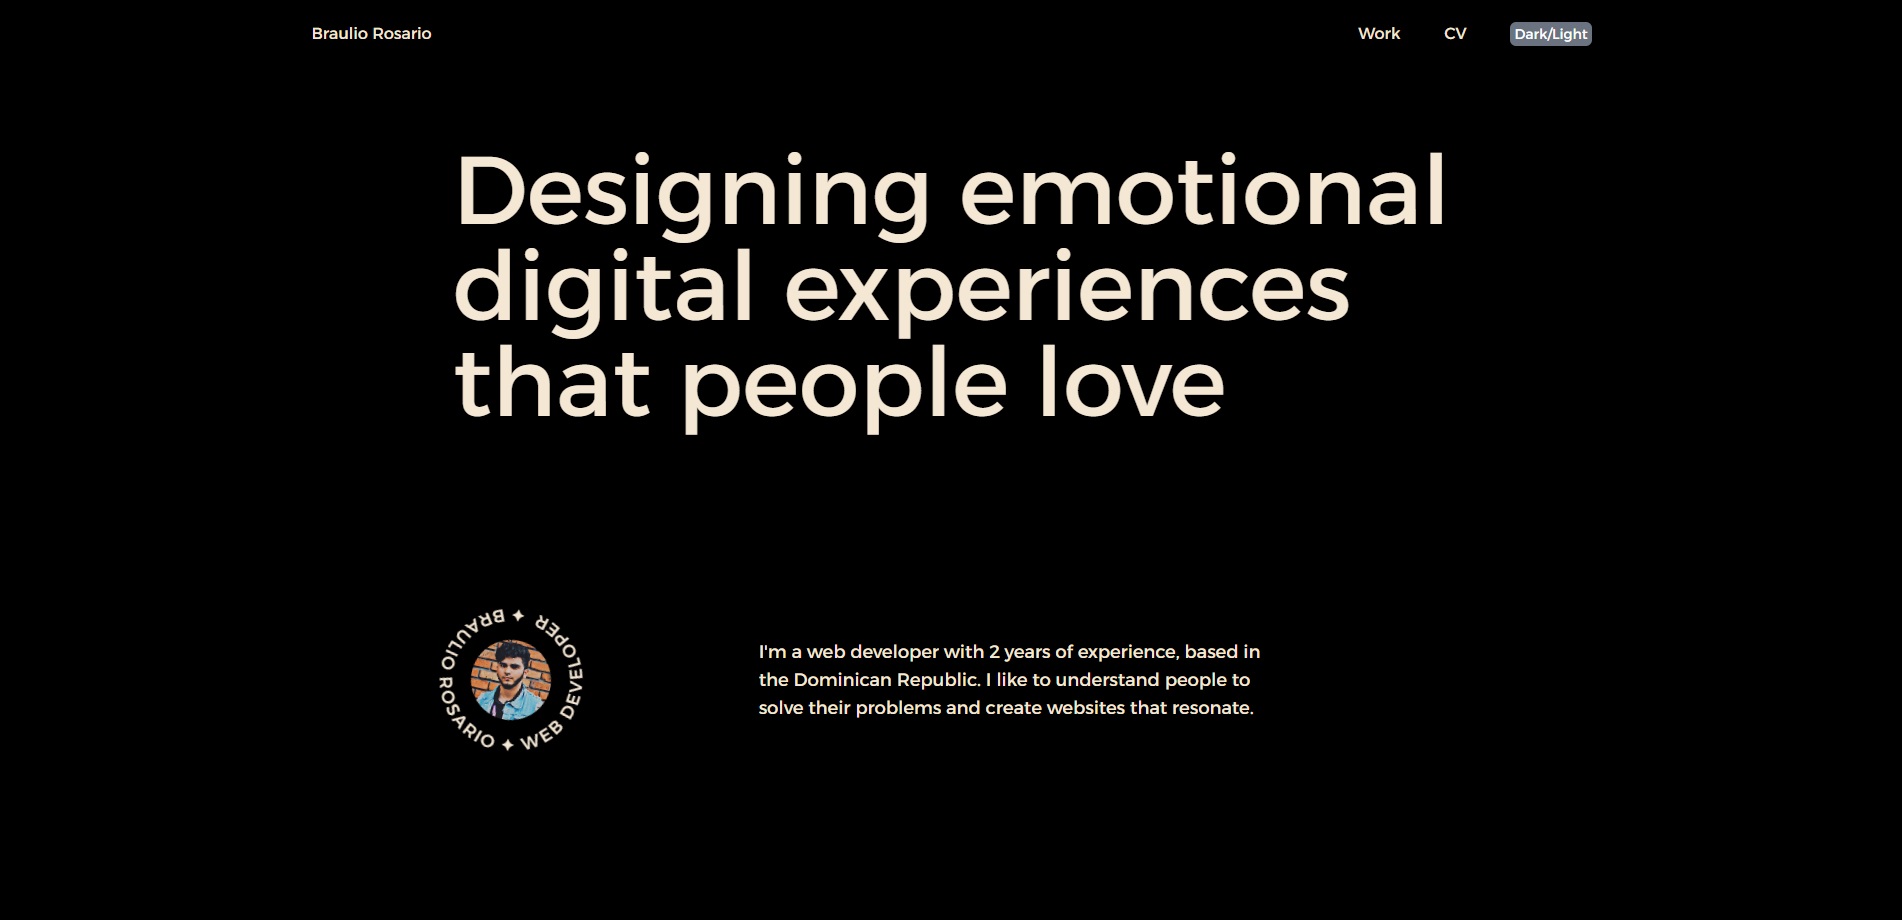 Braulio Rosario
Work
CV
Dark/Light
Designing emotional
digital experiences
that people love
BRAULIO ROSARIO ✦ WEB DEVELOPER ✦
I'm a web developer with 2 years of experience, based in
the Dominican Republic. I like to understand people to
solve their problems and create websites that resonate.